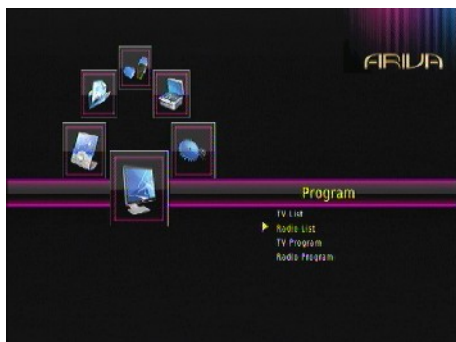 ARIVA
Program
TV List
Radio List
TV Program
Radio Program